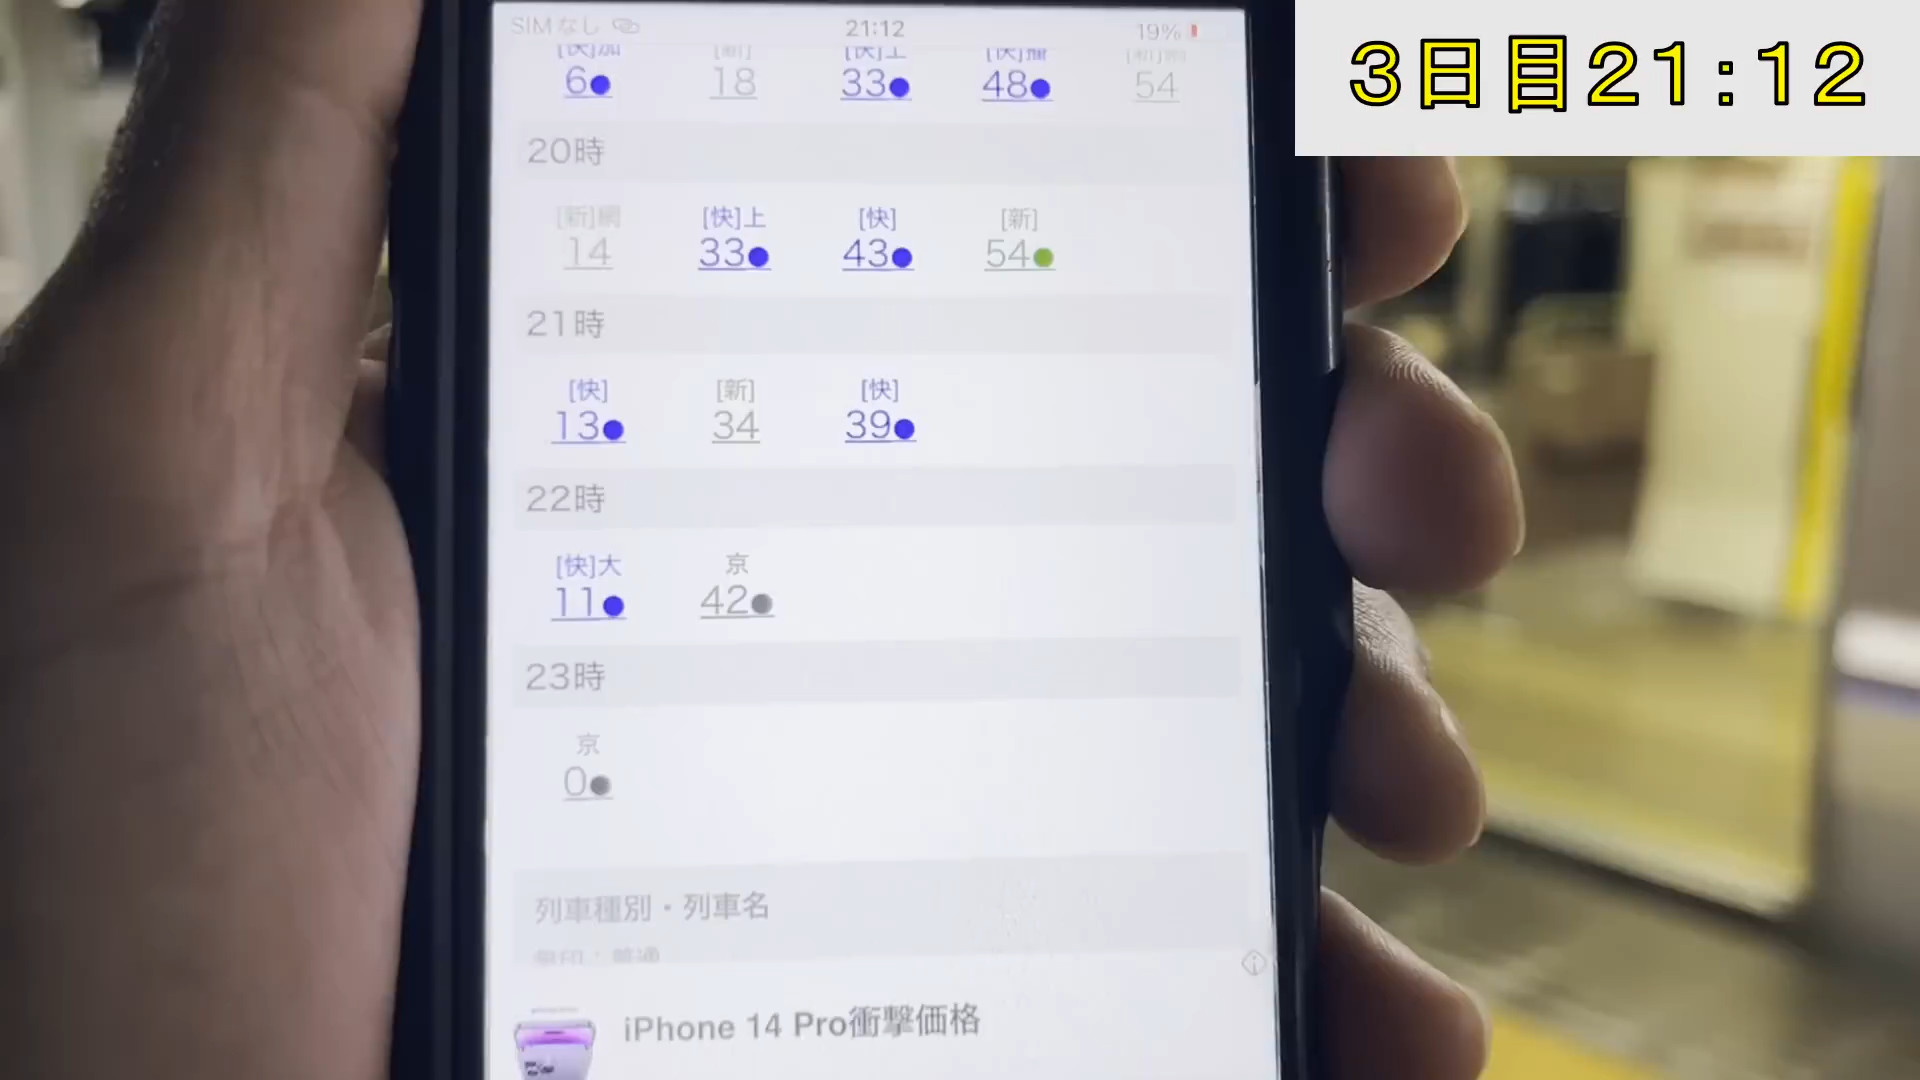 SIMなし 21:12 19%
3日目21:12
6● 18 33● 48● 54
20時
[新]網 [快]上 [快] [新]
14 33● 43● 54●
21時
[快] [新] [快]
13● 34 39●
22時
[快]大 京
11● 42●
23時
京
0●
列車種別・列車名
iPhone 14 Pro衝撃価格